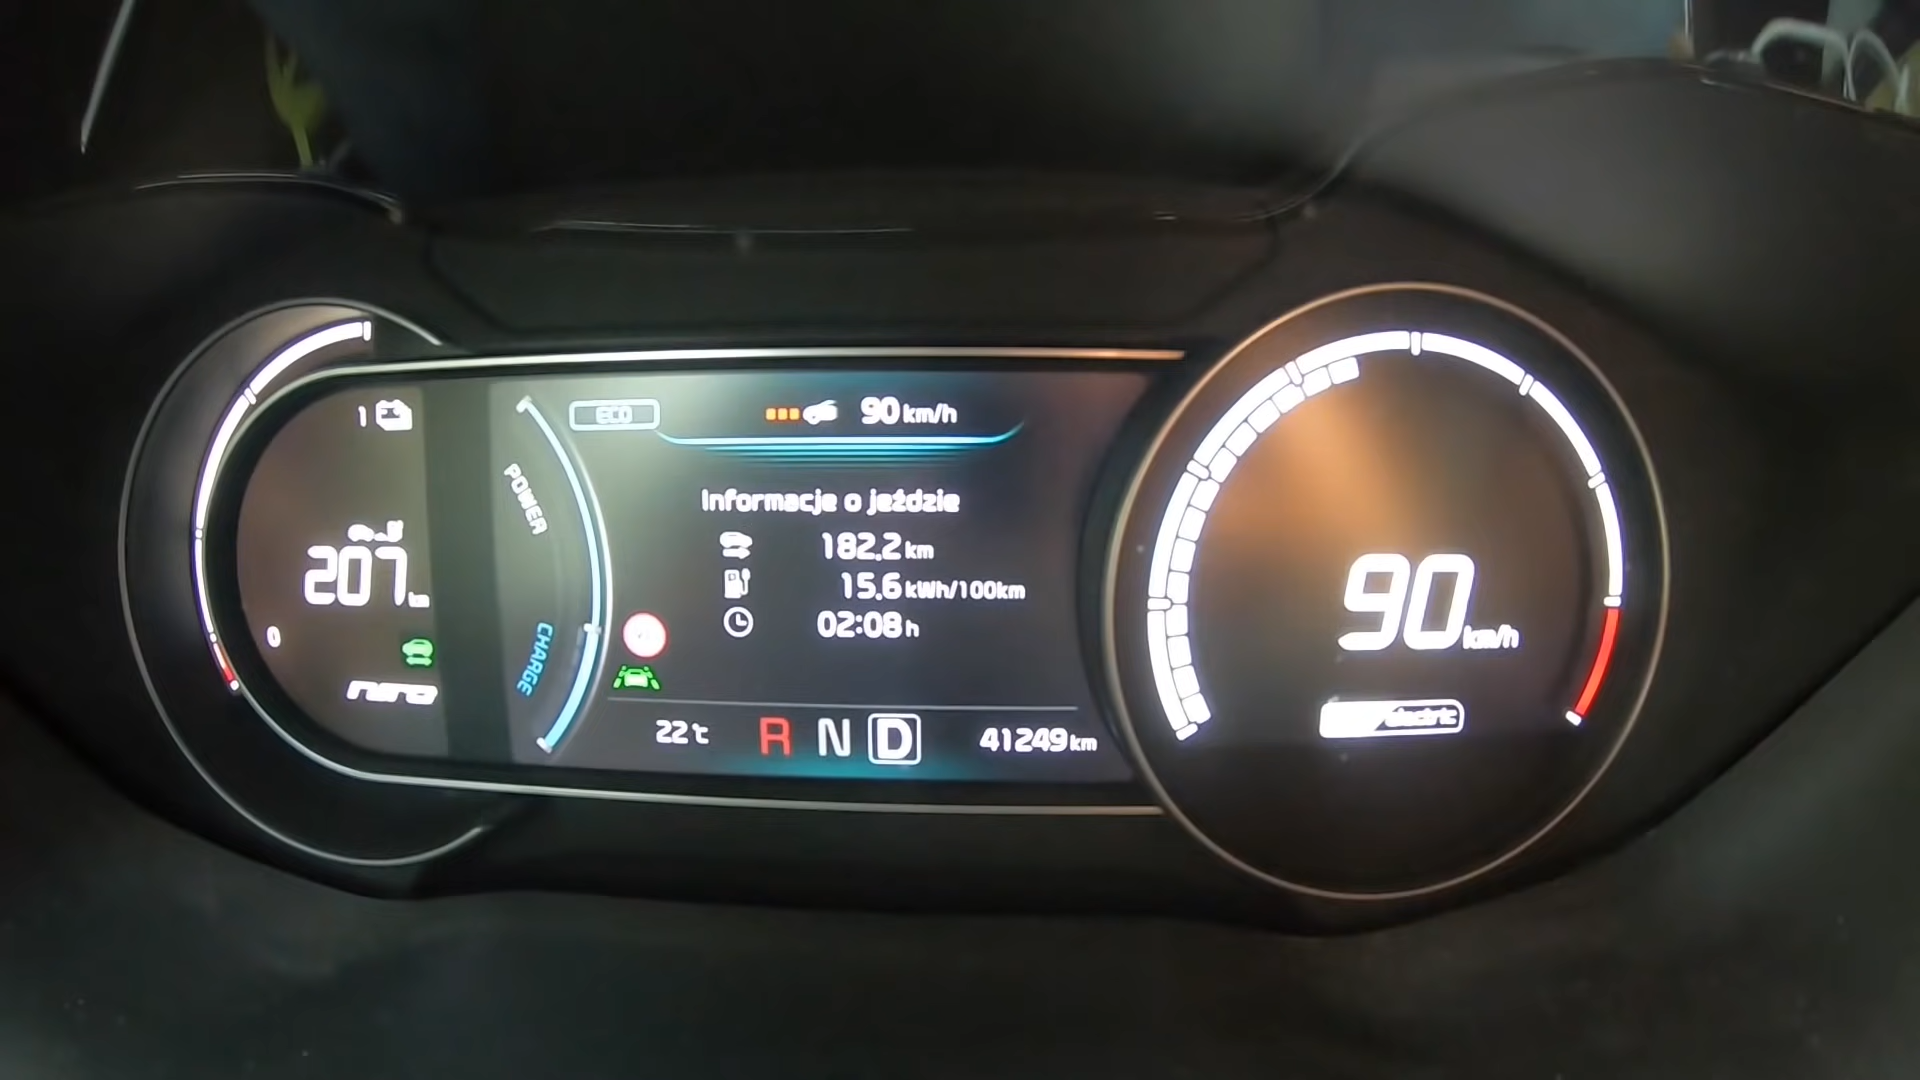 1
207 km
0
niro
POWER
CHARGE
ECO
90 km/h
Informacje o jeździe
182.2 km
15.6 kWh/100km
02:08 h
22°C
R N D
41249 km
90 km/h
electric